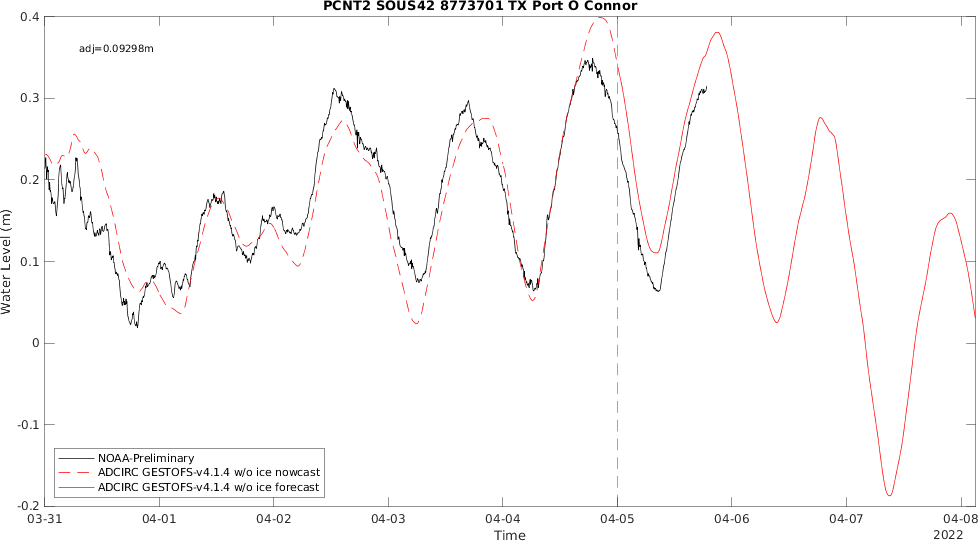 PCNT2 SOUS42 8773701 TX Port O Connor
adj=0.09298m
0.4
0.3
0.2
0.1
0
-0.1
-0.2
Water Level (m)
NOAA-Preliminary
ADCIRC GESTOFS-v4.1.4 w/o ice nowcast
ADCIRC GESTOFS-v4.1.4 w/o ice forecast
03-31 04-01 04-02 04-03 04-04 04-05 04-06 04-07 04-08
Time
2022